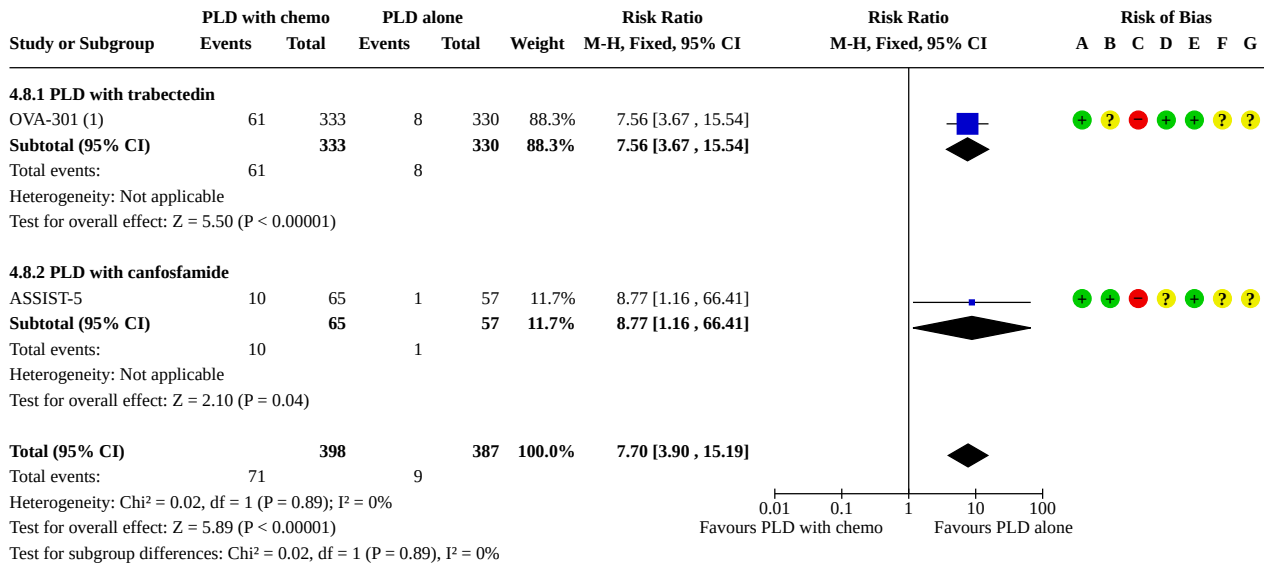 PLD with chemo PLD alone Risk Ratio Risk Ratio Risk of Bias
Study or Subgroup Events Total Events Total Weight M-H, Fixed, 95% CI M-H, Fixed, 95% CI A B C D E F G
4.8.1 PLD with trabectedin
OVA-301 (1) 61 333 8 330 88.3% 7.56 [3.67 , 15.54] + ? − + + ? ?
Subtotal (95% CI) 333 330 88.3% 7.56 [3.67 , 15.54]
Total events: 61 8
Heterogeneity: Not applicable
Test for overall effect: Z = 5.50 (P < 0.00001)
4.8.2 PLD with canfosfamide
ASSIST-5 10 65 1 57 11.7% 8.77 [1.16 , 66.41] + + − ? + ? ?
Subtotal (95% CI) 65 57 11.7% 8.77 [1.16 , 66.41]
Total events: 10 1
Heterogeneity: Not applicable
Test for overall effect: Z = 2.10 (P = 0.04)
Total (95% CI) 398 387 100.0% 7.70 [3.90 , 15.19]
Total events: 71 9
Heterogeneity: Chi² = 0.02, df = 1 (P = 0.89); I² = 0%
0.01 0.1 1 10 100
Test for overall effect: Z = 5.89 (P < 0.00001)
Favours PLD with chemo Favours PLD alone
Test for subgroup differences: Chi² = 0.02, df = 1 (P = 0.89), I² = 0%